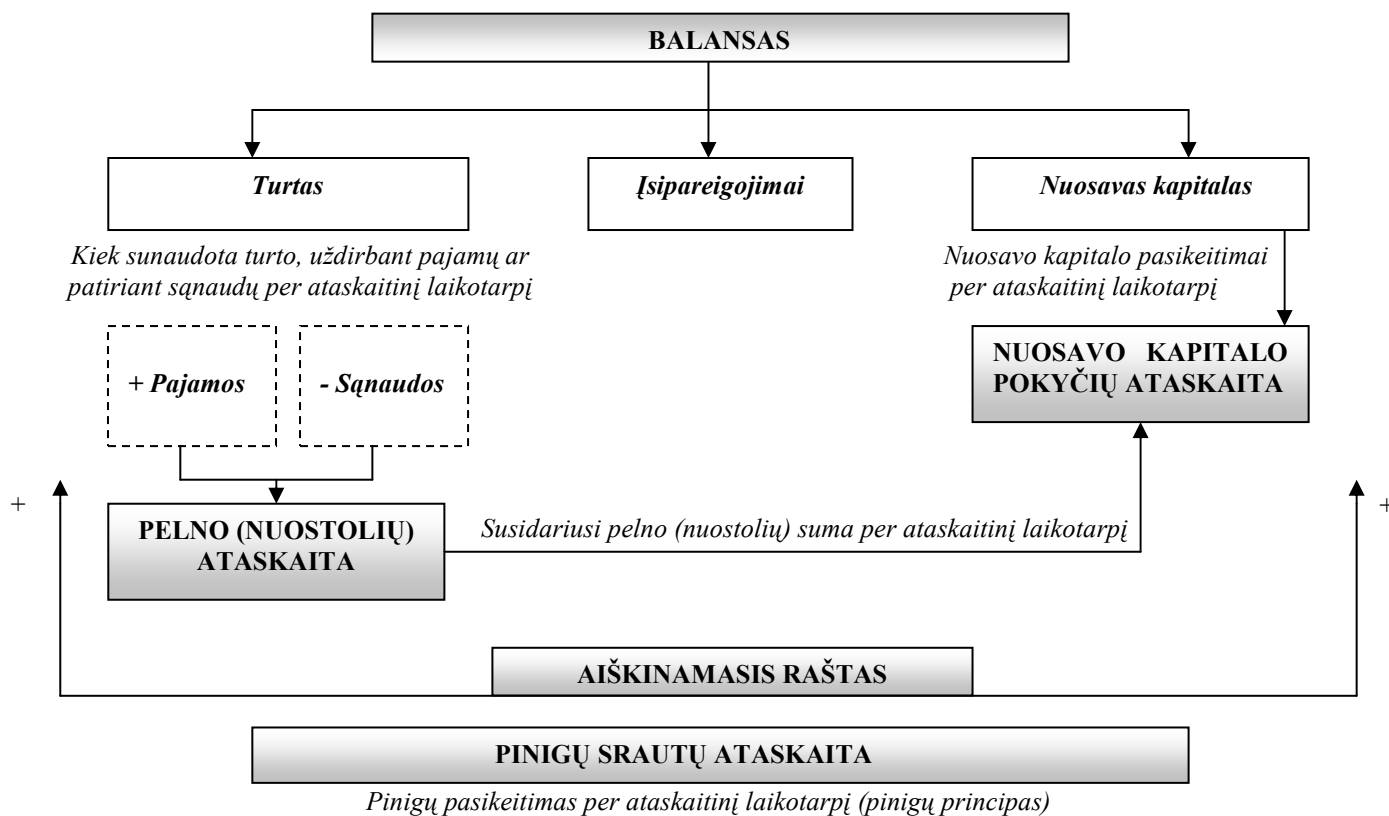 BALANSAS
Turtas
Įsipareigojimai
Nuosavas kapitalas
Kiek sunaudota turto, uždirbant pajamų ar
patiriant sąnaudų per ataskaitinį laikotarpį
Nuosavo kapitalo pasikeitimai
per ataskaitinį laikotarpį
+ Pajamos
- Sąnaudos
NUOSAVO KAPITALO
POKYČIŲ ATASKAITA
+
+
PELNO (NUOSTOLIŲ)
ATASKAITA
Susidariusi pelno (nuostolių) suma per ataskaitinį laikotarpį
AIŠKINAMASIS RAŠTAS
PINIGŲ SRAUTŲ ATASKAITA
Pinigų pasikeitimas per ataskaitinį laikotarpį (pinigų principas)